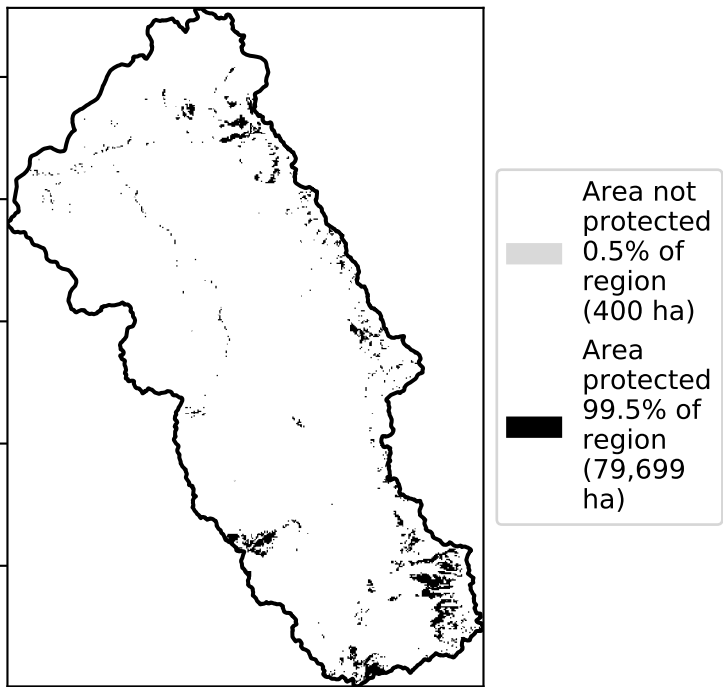 Area not
protected
0.5% of
region
(400 ha)
Area
protected
99.5% of
region
(79,699
ha)